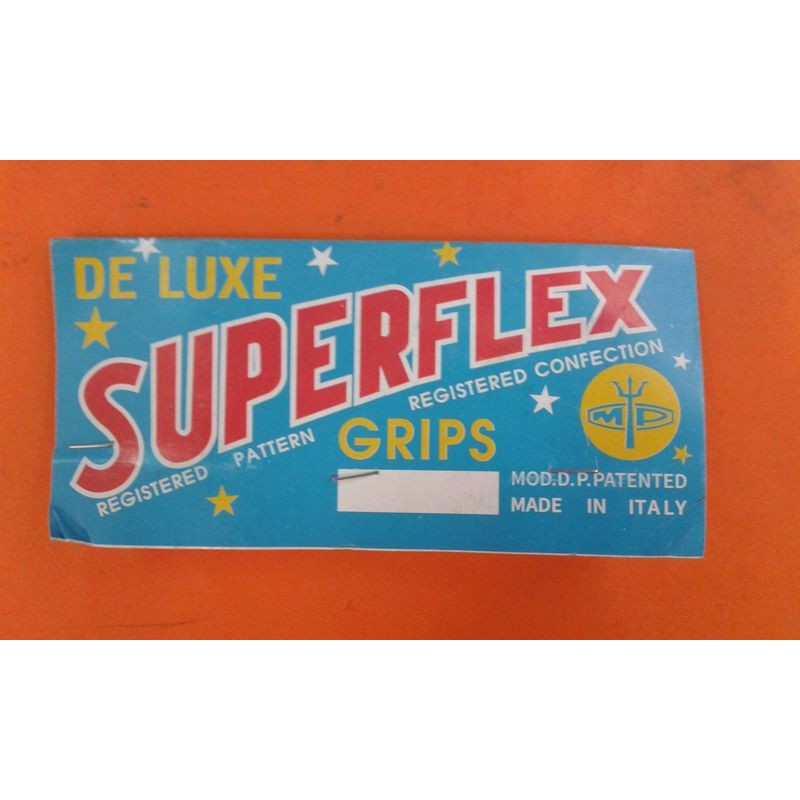 DE LUXE
SUPERFLEX
REGISTERED PATTERN
REGISTERED CONFECTION
GRIPS
M D
MOD.D.P.PATENTED
MADE IN ITALY